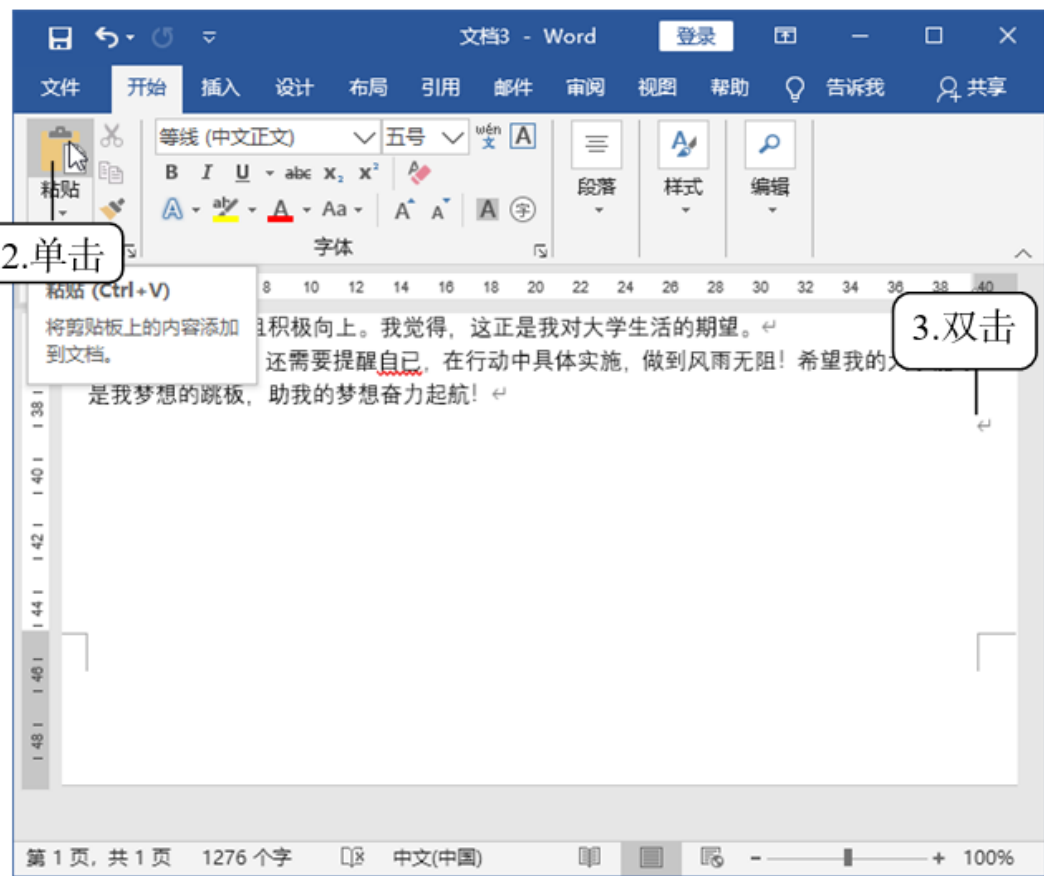 文档3 - Word
登录
文件 开始 插入 设计 布局 引用 邮件 审阅 视图 帮助 告诉我 共享
等线 (中文正文) 五号 wén 文 A
B I U abc x₂ x²
粘贴
段落 样式 编辑
A aby A Aa A A A 字
字体
2.单击
粘贴 (Ctrl+V)
将剪贴板上的内容添加
到文档。
8 10 12 14 16 18 20 22 24 26 28 30 32 34 36 38 40
3.双击
且积极向上。我觉得，这正是我对大学生活的期望。
还需要提醒自已，在行动中具体实施，做到风雨无阻！希望我的
是我梦想的跳板，助我的梦想奋力起航！
38
40
42
44
46
48
第 1 页，共 1 页 1276 个字 中文(中国) - + 100%